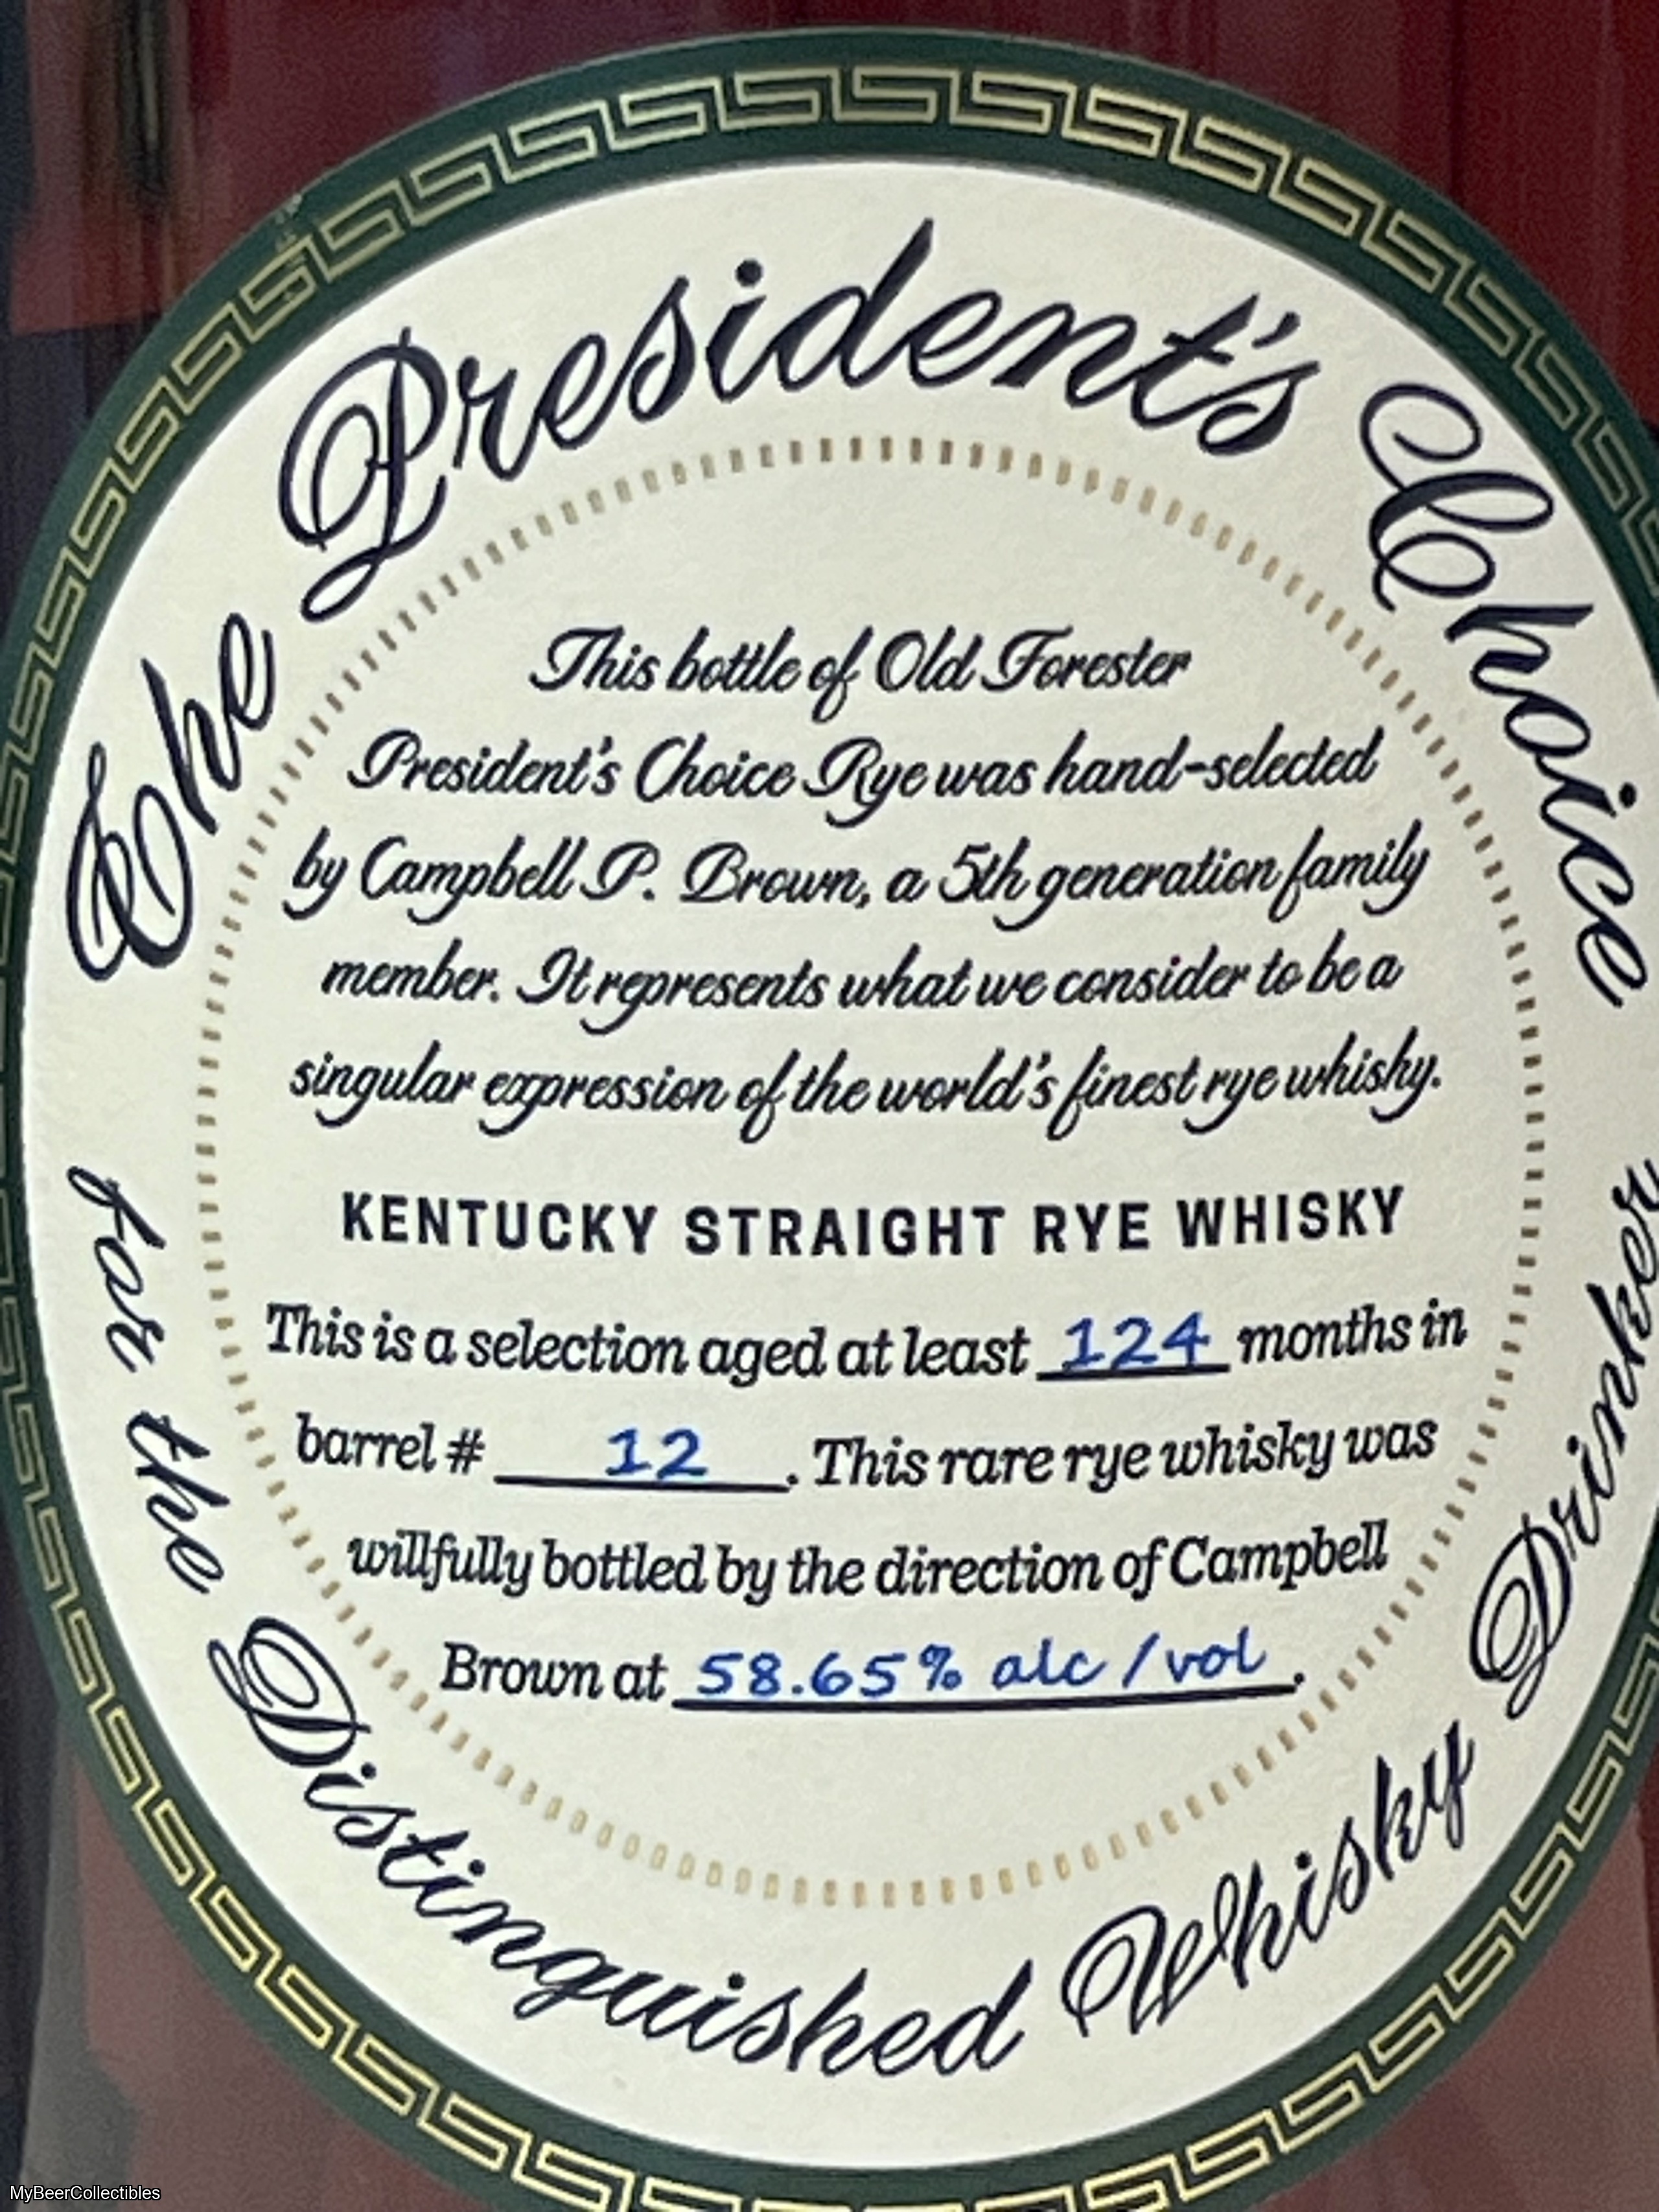 The President's Choice
This bottle of Old Forester
President's Choice Rye was hand-selected
by Campbell P. Brown, a 5th generation family
member. It represents what we consider to be a
singular expression of the world's finest rye whisky.
KENTUCKY STRAIGHT RYE WHISKY
This is a selection aged at least 124 months in
barrel # 12. This rare rye whisky was
willfully bottled by the direction of Campbell
Brown at 58.65% alc / vol.
for the Distinguished Whisky Drinker
MyBeerCollectibles